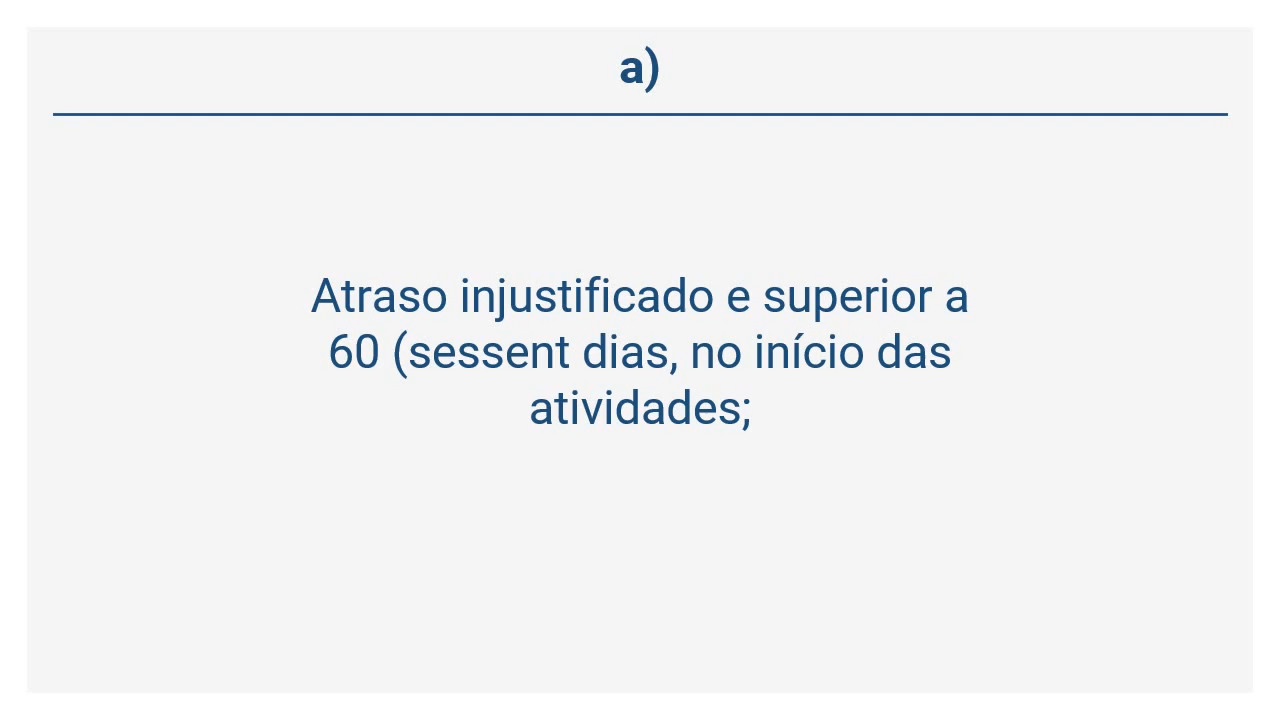 a)
Atraso injustificado e superior a
60 (sessent dias, no início das
atividades;